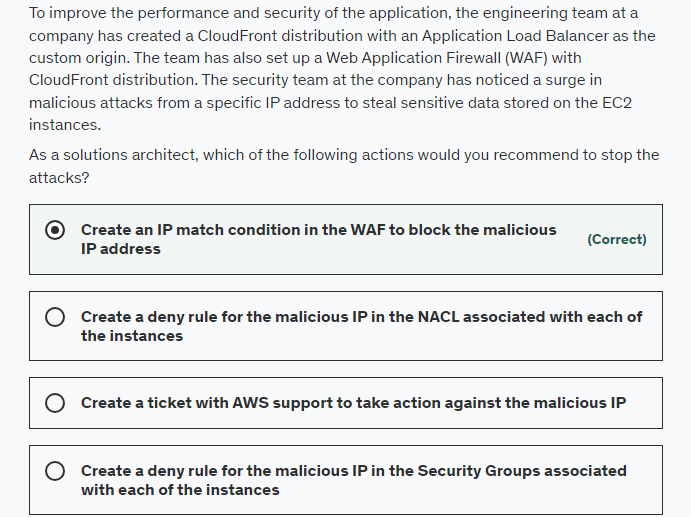 To improve the performance and security of the application, the engineering team at a
company has created a CloudFront distribution with an Application Load Balancer as the
custom origin. The team has also set up a Web Application Firewall (WAF) with
CloudFront distribution. The security team at the company has noticed a surge in
malicious attacks from a specific IP address to steal sensitive data stored on the EC2
instances.
As a solutions architect, which of the following actions would you recommend to stop the
attacks?
Create an IP match condition in the WAF to block the malicious
IP address
(Correct)
Create a deny rule for the malicious IP in the NACL associated with each of
the instances
Create a ticket with AWS support to take action against the malicious IP
Create a deny rule for the malicious IP in the Security Groups associated
with each of the instances